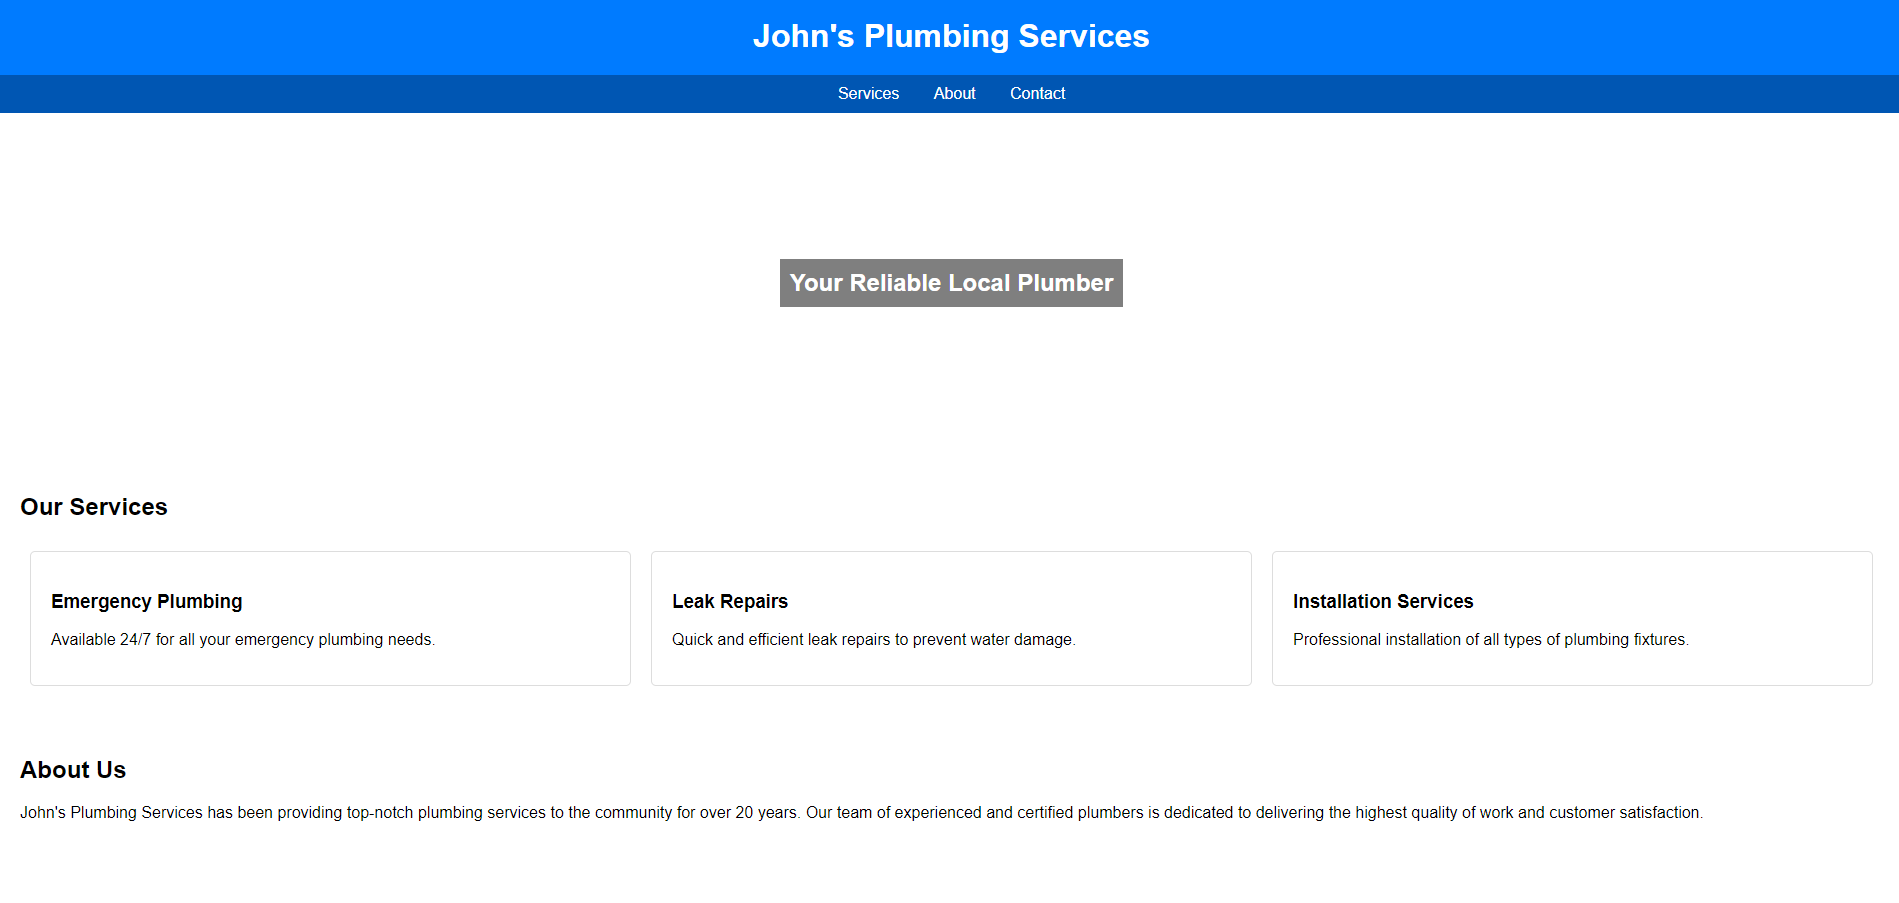 John's Plumbing Services
Services About Contact
Your Reliable Local Plumber
Our Services
Emergency Plumbing
Available 24/7 for all your emergency plumbing needs.
Leak Repairs
Quick and efficient leak repairs to prevent water damage.
Installation Services
Professional installation of all types of plumbing fixtures.
About Us
John's Plumbing Services has been providing top-notch plumbing services to the community for over 20 years. Our team of experienced and certified plumbers is dedicated to delivering the highest quality of work and customer satisfaction.